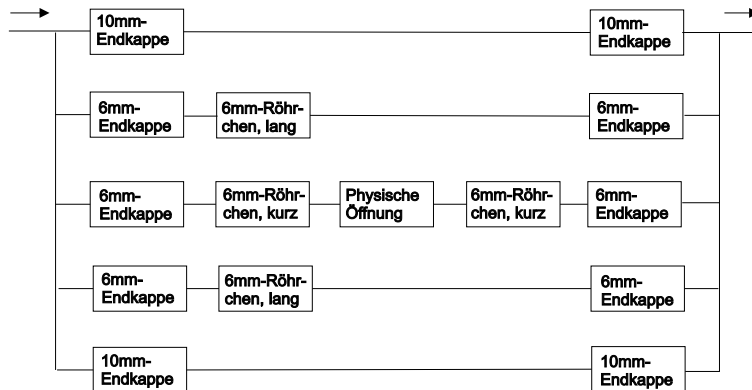 10mm-
Endkappe
10mm-
Endkappe
6mm-
Endkappe
6mm-Röhr-
chen, lang
6mm-
Endkappe
6mm-
Endkappe
6mm-Röhr-
chen, kurz
Physische
Öffnung
6mm-Röhr-
chen, kurz
6mm-
Endkappe
6mm-
Endkappe
6mm-Röhr-
chen, lang
6mm-
Endkappe
10mm-
Endkappe
10mm-
Endkappe